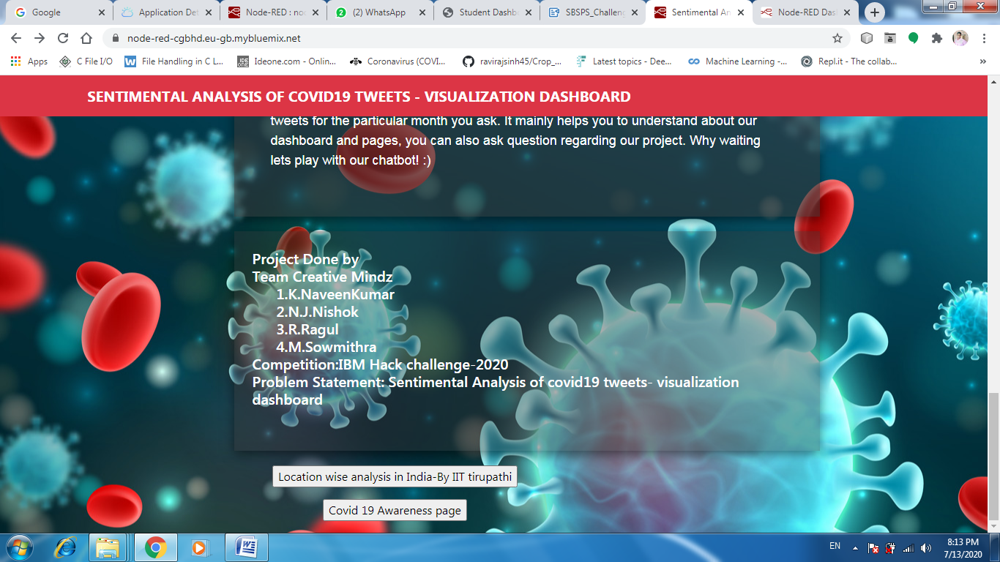 Google
Application Det
Node-RED : nod
(2) WhatsApp
Student Dashb
SBSPS_Challeng
Sentimental An
Node-RED Das
node-red-cgbhd.eu-gb.mybluemix.net
Apps
C File I/O
File Handling in C L...
Ideone.com - Onlin...
Coronavirus (COVI...
ravirajsinh45/Crop_...
Latest topics - Dee...
Machine Learning -...
Repl.it - The collab...
»
SENTIMENTAL ANALYSIS OF COVID19 TWEETS - VISUALIZATION DASHBOARD
tweets for the particular month you ask. It mainly helps you to understand about our
dashboard and pages, you can also ask question regarding our project. Why waiting
lets play with our chatbot! :)
Project Done by
Team Creative Mindz
1.K.NaveenKumar
2.N.J.Nishok
3.R.Ragul
4.M.Sowmithra
Competition:IBM Hack challenge-2020
Problem Statement: Sentimental Analysis of covid19 tweets- visualization
dashboard
Location wise analysis in India-By IIT tirupathi
Covid 19 Awareness page
EN
8:13 PM
7/13/2020